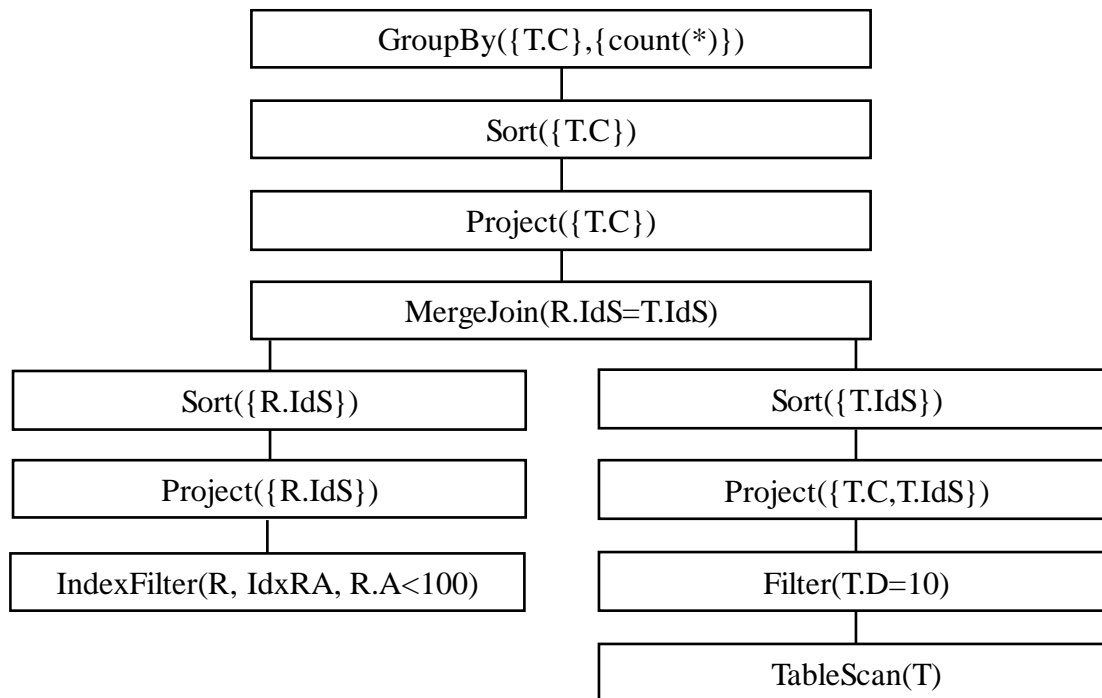 GroupBy({T.C},{count(*)})
Sort({T.C})
Project({T.C})
MergeJoin(R.IdS=T.IdS)
Sort({R.IdS})
Sort({T.IdS})
Project({R.IdS})
Project({T.C,T.IdS})
IndexFilter(R, IdxRA, R.A<100)
Filter(T.D=10)
TableScan(T)